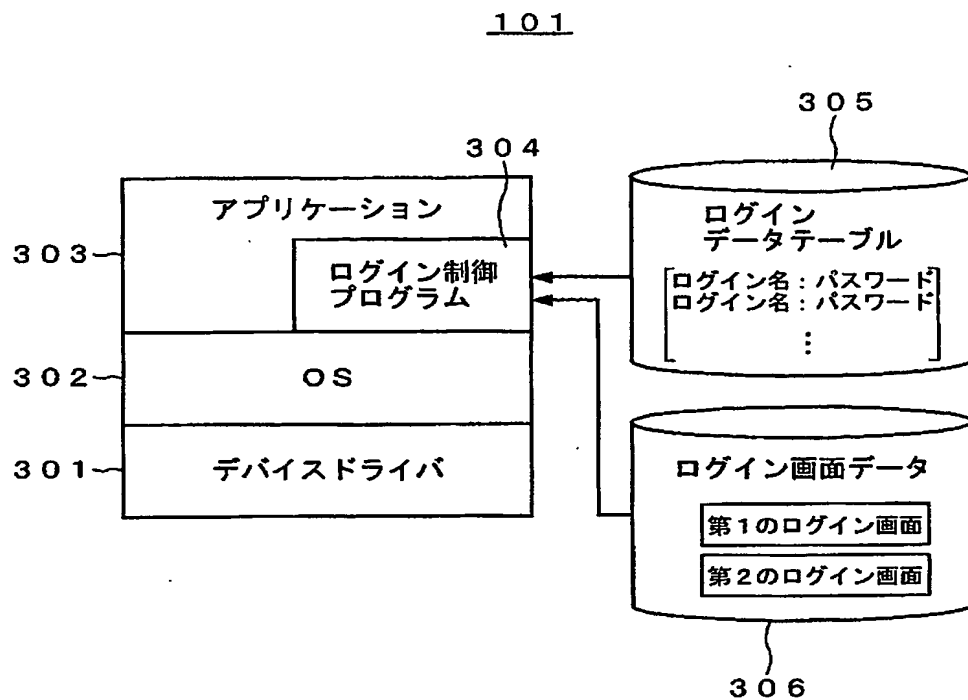 １０１
３０５
３０４
アプリケーション
ログイン
データテーブル
３０３
ログイン制御
プログラム
ログイン名：パスワード
ログイン名：パスワード
⋮
３０２
ＯＳ
３０１
デバイスドライバ
ログイン画面データ
第１のログイン画面
第２のログイン画面
３０６